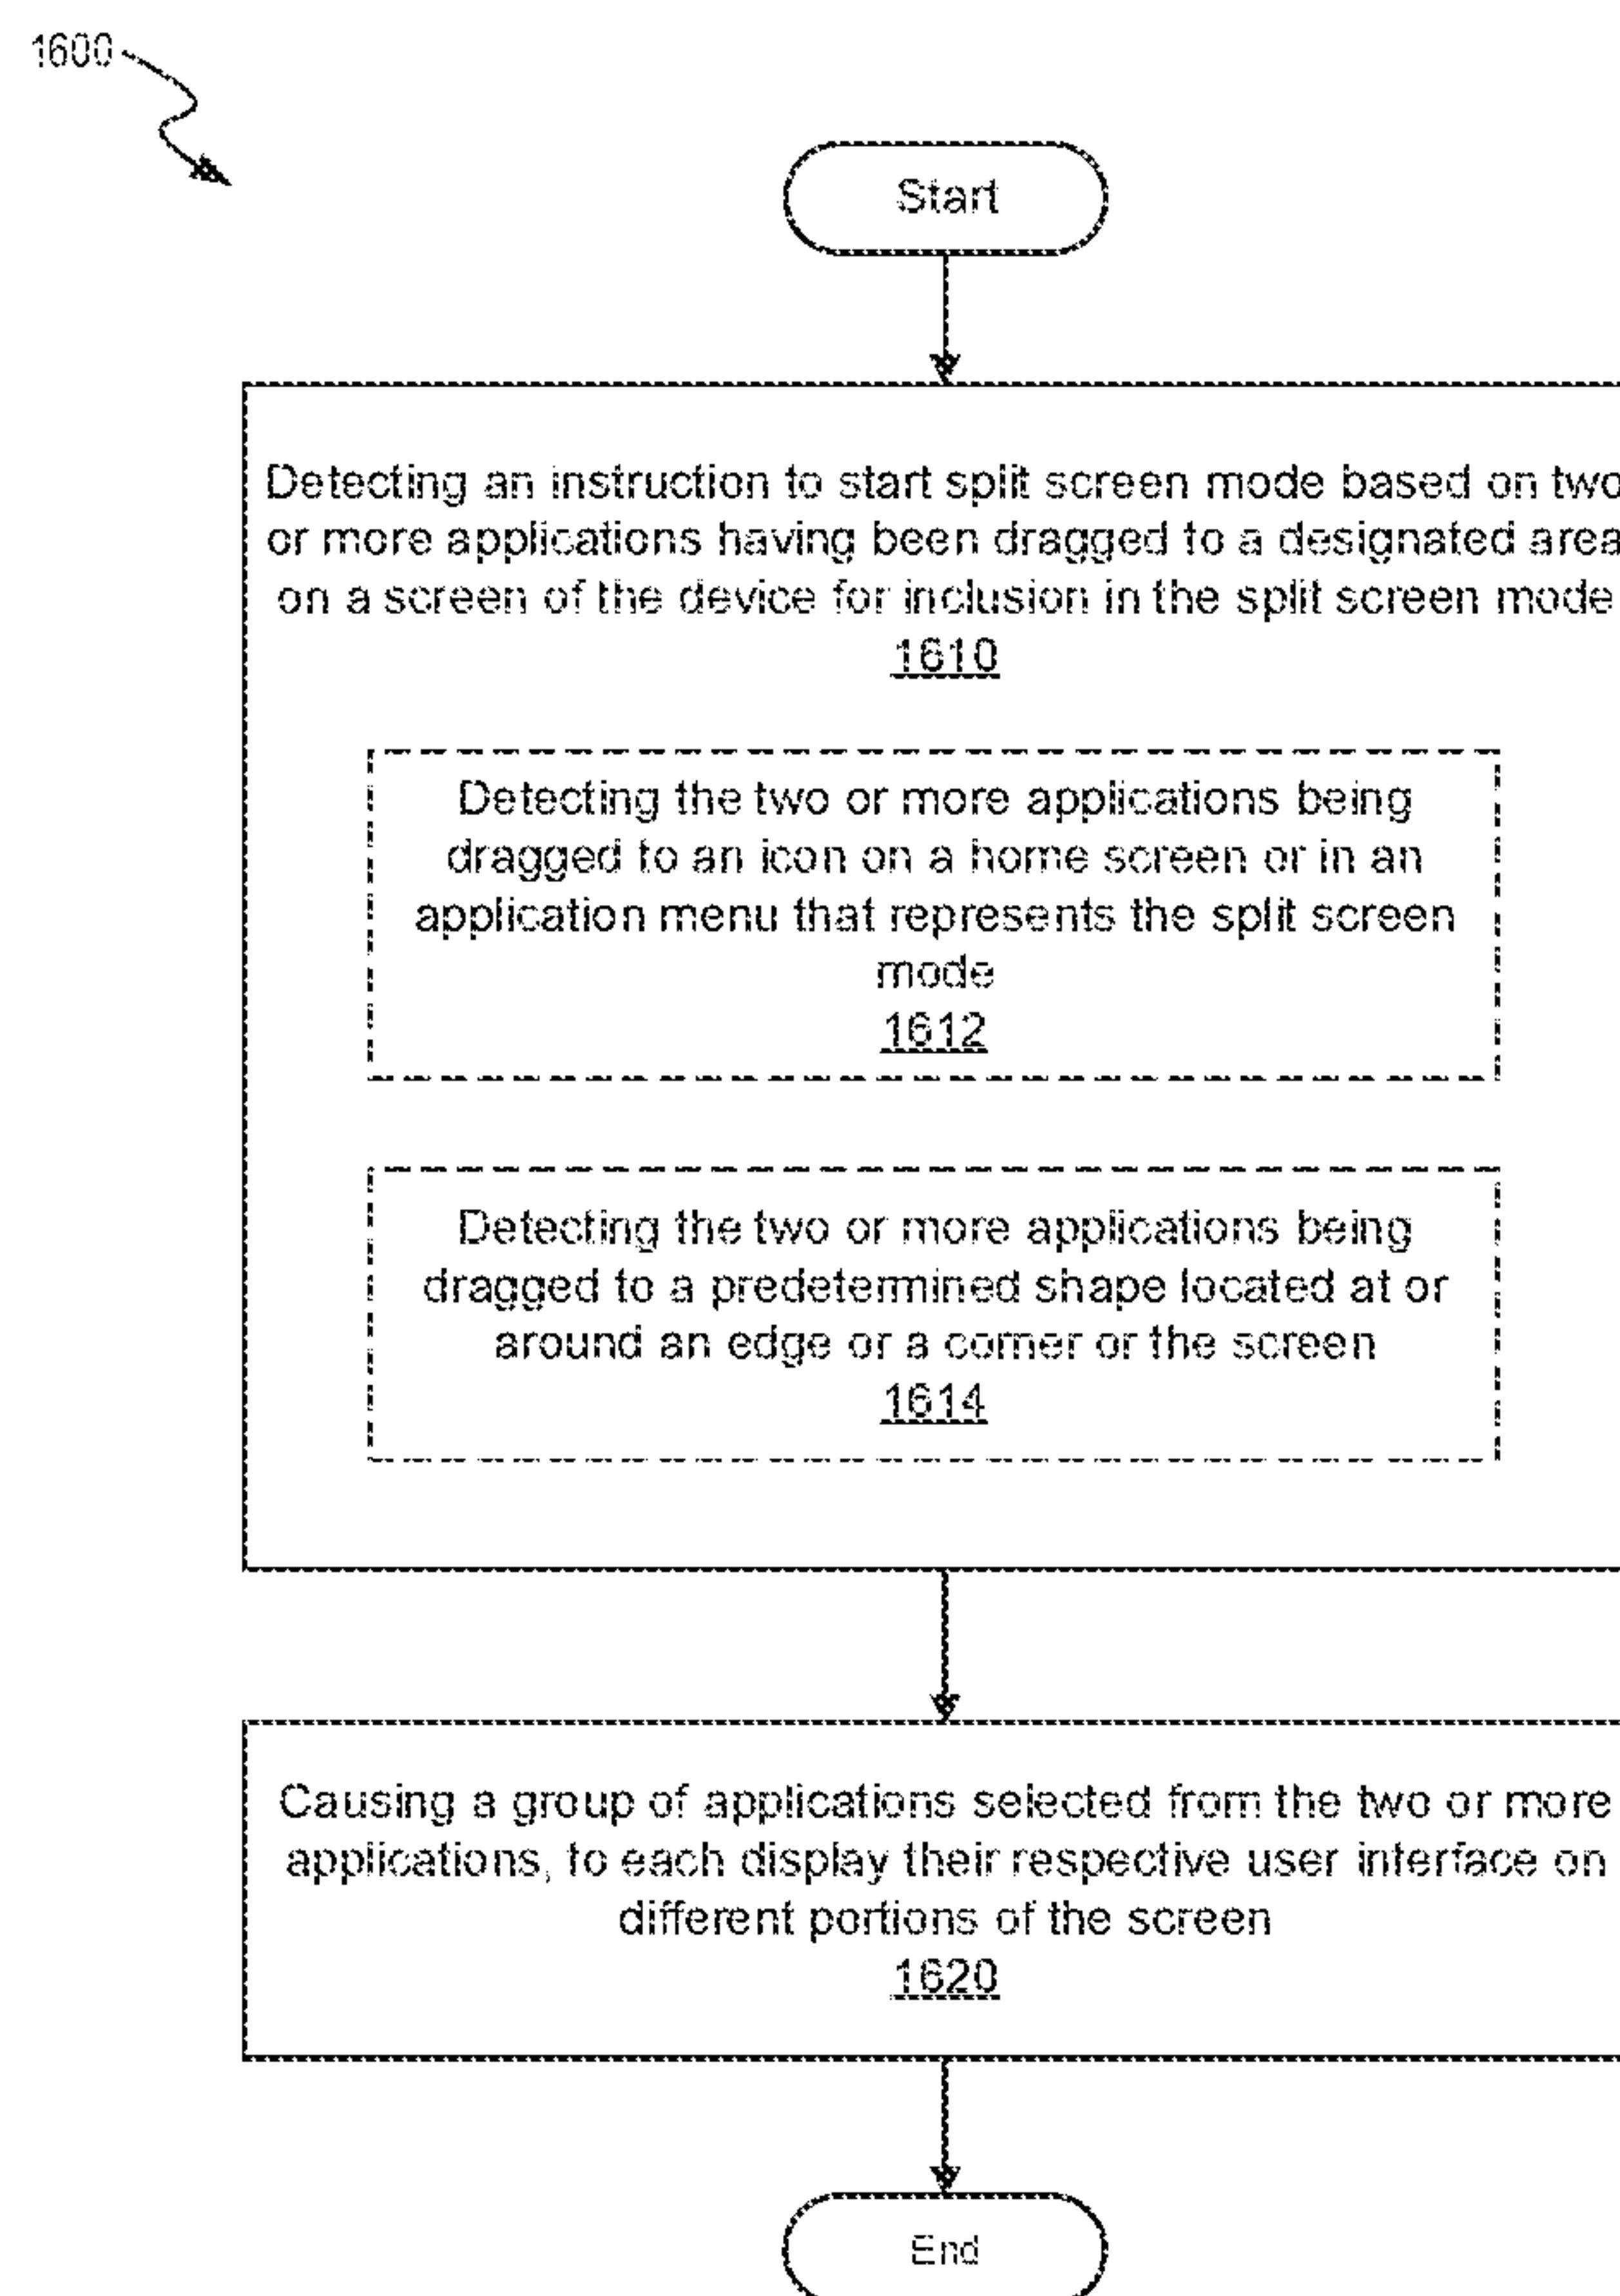 1600
Start
Detecting an instruction to start split screen mode based on two
or more applications having been dragged to a designated area
on a screen of the device for inclusion in the split screen mode
1610
Detecting the two or more applications being
dragged to an icon on a home screen or in an
application menu that represents the split screen
mode
1612
Detecting the two or more applications being
dragged to a predetermined shape located at or
around an edge or a corner or the screen
1614
Causing a group of applications selected from the two or more
applications, to each display their respective user interface on
different portions of the screen
1620
End